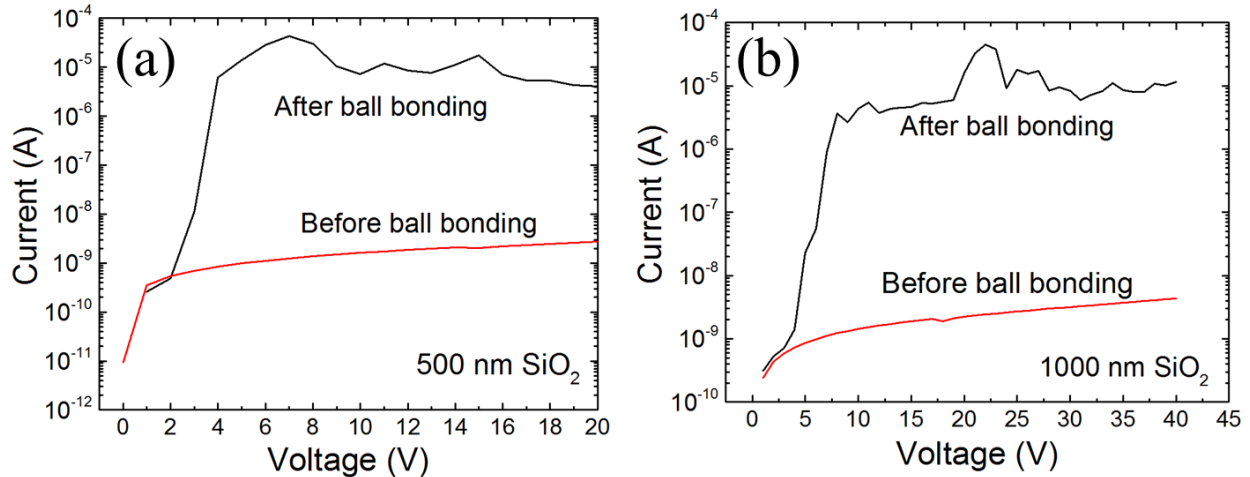 (a)
10⁻⁴
10⁻⁵
10⁻⁶
10⁻⁷
10⁻⁸
10⁻⁹
10⁻¹⁰
10⁻¹¹
10⁻¹²
Current (A)
After ball bonding
Before ball bonding
500 nm SiO₂
0 2 4 6 8 10 12 14 16 18 20
Voltage (V)
(b)
10⁻⁴
10⁻⁵
10⁻⁶
10⁻⁷
10⁻⁸
10⁻⁹
10⁻¹⁰
Current (A)
After ball bonding
Before ball bonding
1000 nm SiO₂
0 5 10 15 20 25 30 35 40 45
Voltage (V)